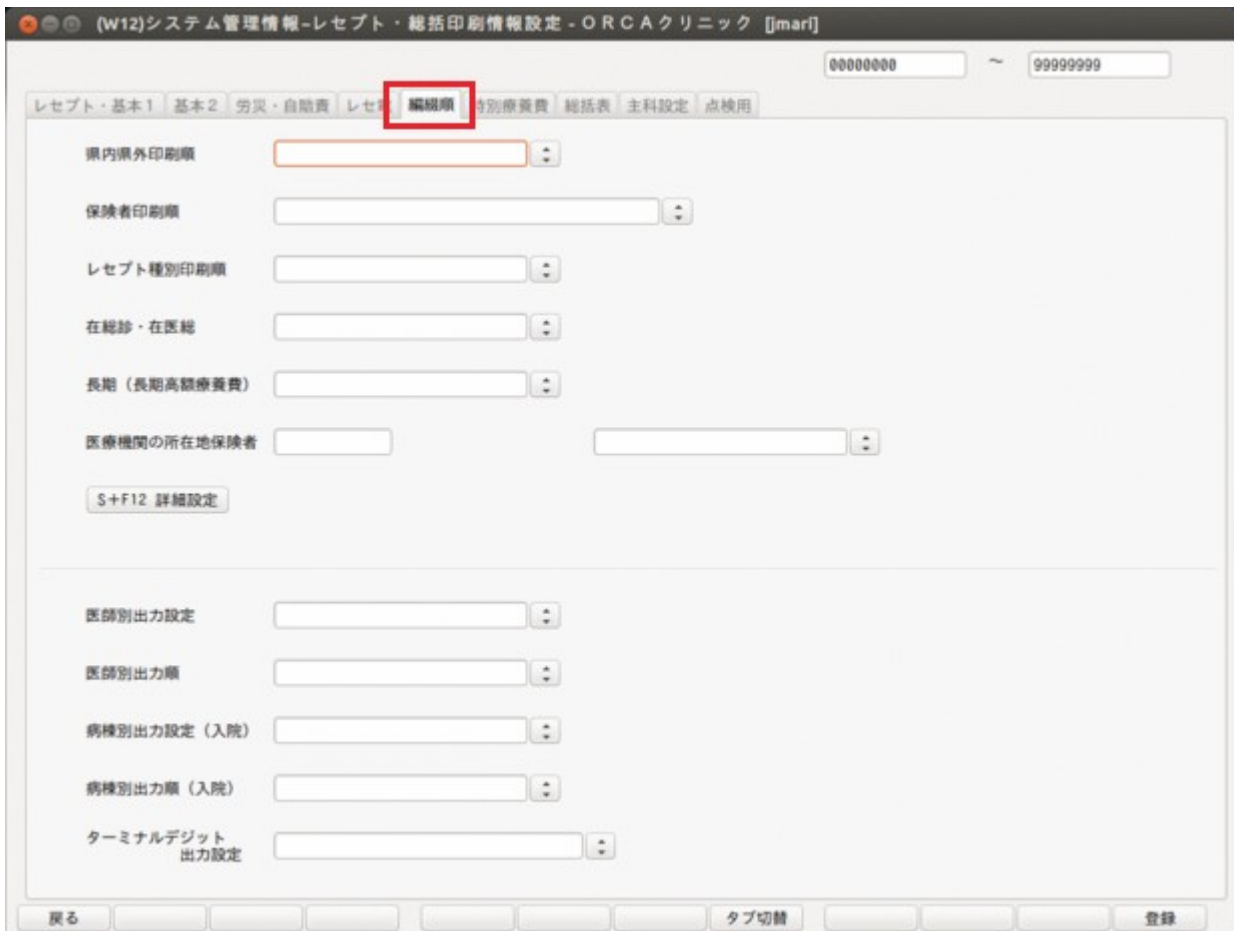 (W12)システム管理情報–レセプト・総括印刷情報設定 - ORCAクリニック [jmari]
00000000 ～ 99999999
レセプト・基本1 基本2 労災・自賠責 レセ電 編綴順 特別療養費 総括表 主科設定 点検用
県内県外印刷順
保険者印刷順
レセプト種別印刷順
在総診・在医総
長期（長期高額療養費）
医療機関の所在地保険者
S+F12 詳細設定
医師別出力設定
医師別出力順
病棟別出力設定（入院）
病棟別出力順（入院）
ターミナルデジット
出力設定
戻る タブ切替 登録